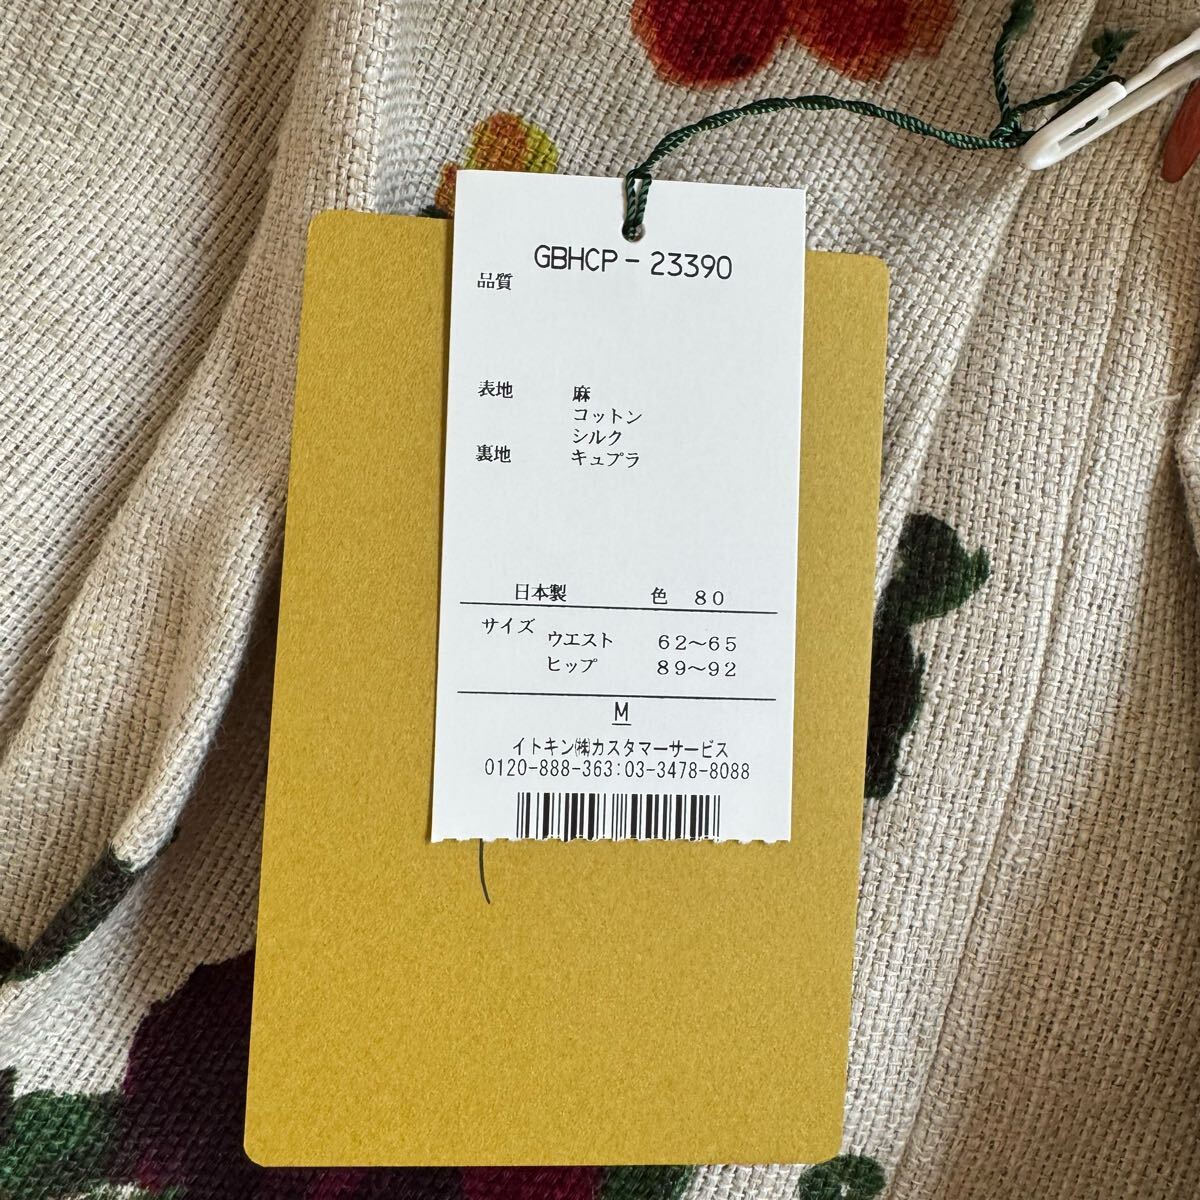 GBHCP-23390
品質
表地 麻
コットン
シルク
裏地 キュプラ
日本製 色 80
サイズ
ウエスト 62～65
ヒップ 89～92
M
イトキン㈱カスタマーサービス
0120-888-363:03-3478-8088